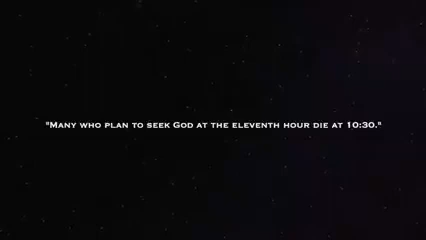 "Many who plan to seek God at the eleventh hour die at 10:30."